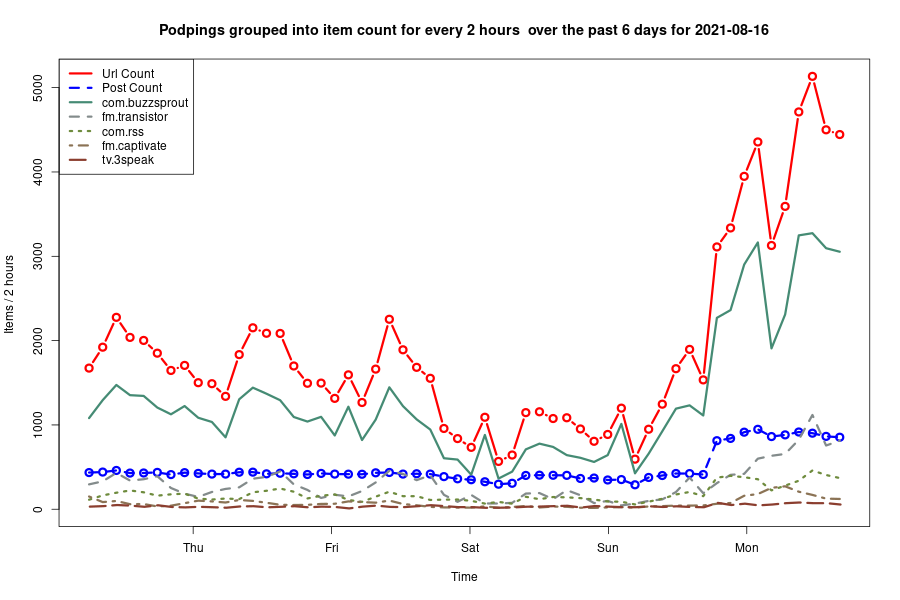 Podpings grouped into item count for every 2 hours  over the past 6 days for 2021-08-16
Url Count
Post Count
com.buzzsprout
fm.transistor
com.rss
fm.captivate
tv.3speak
Items / 2 hours
5000
4000
3000
2000
1000
0
Thu
Fri
Sat
Sun
Mon
Time